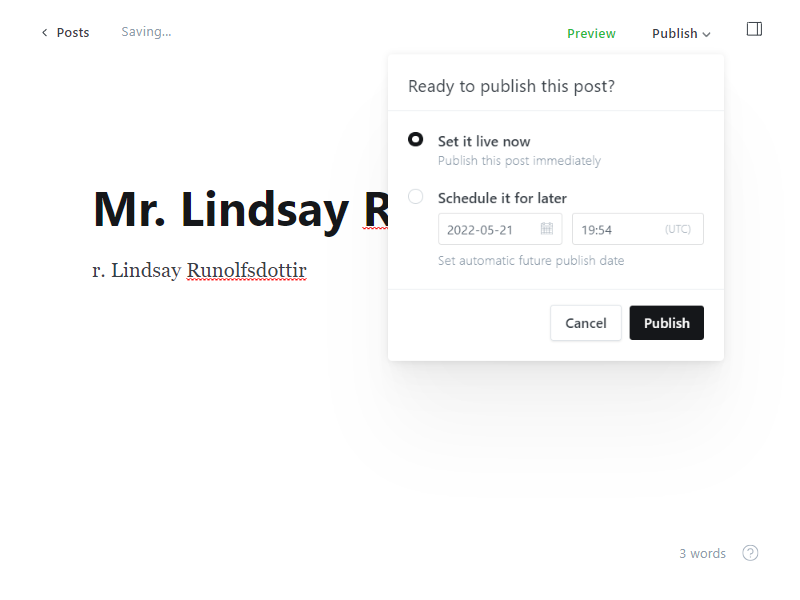 Posts
Saving...
Preview
Publish
Ready to publish this post?
Set it live now
Publish this post immediately
Schedule it for later
2022-05-21
19:54
(UTC)
Set automatic future publish date
Cancel
Publish
Mr. Lindsay
r. Lindsay Runolfsdottir
3 words
?